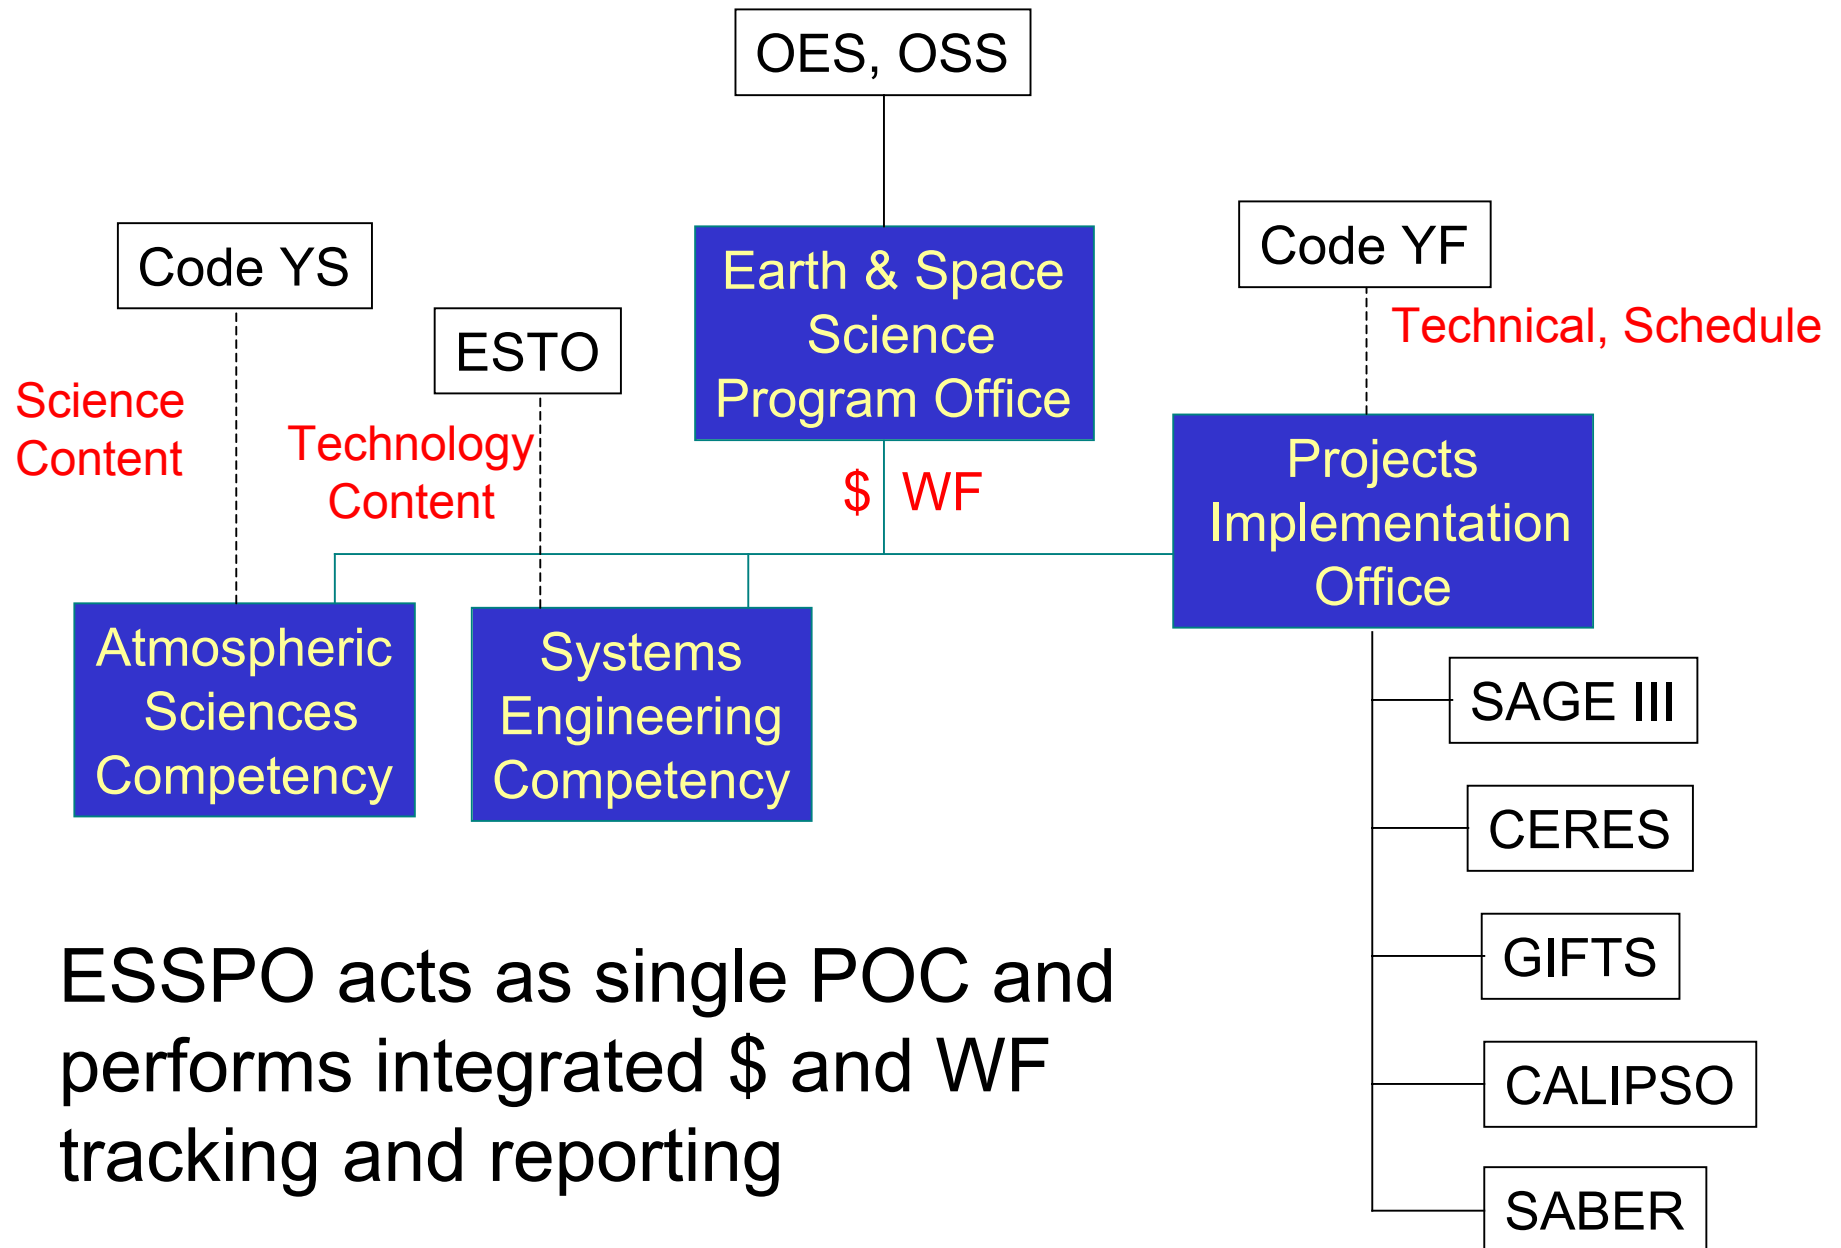 OES, OSS
Code YS
ESTO
Earth & Space
Science
Program Office
Code YF
Technical, Schedule
Science
Content
Technology
Content
$ WF
Projects
Implementation
Office
Atmospheric
Sciences
Competency
Systems
Engineering
Competency
SAGE III
CERES
GIFTS
CALIPSO
SABER
ESSPO acts as single POC and
performs integrated $ and WF
tracking and reporting